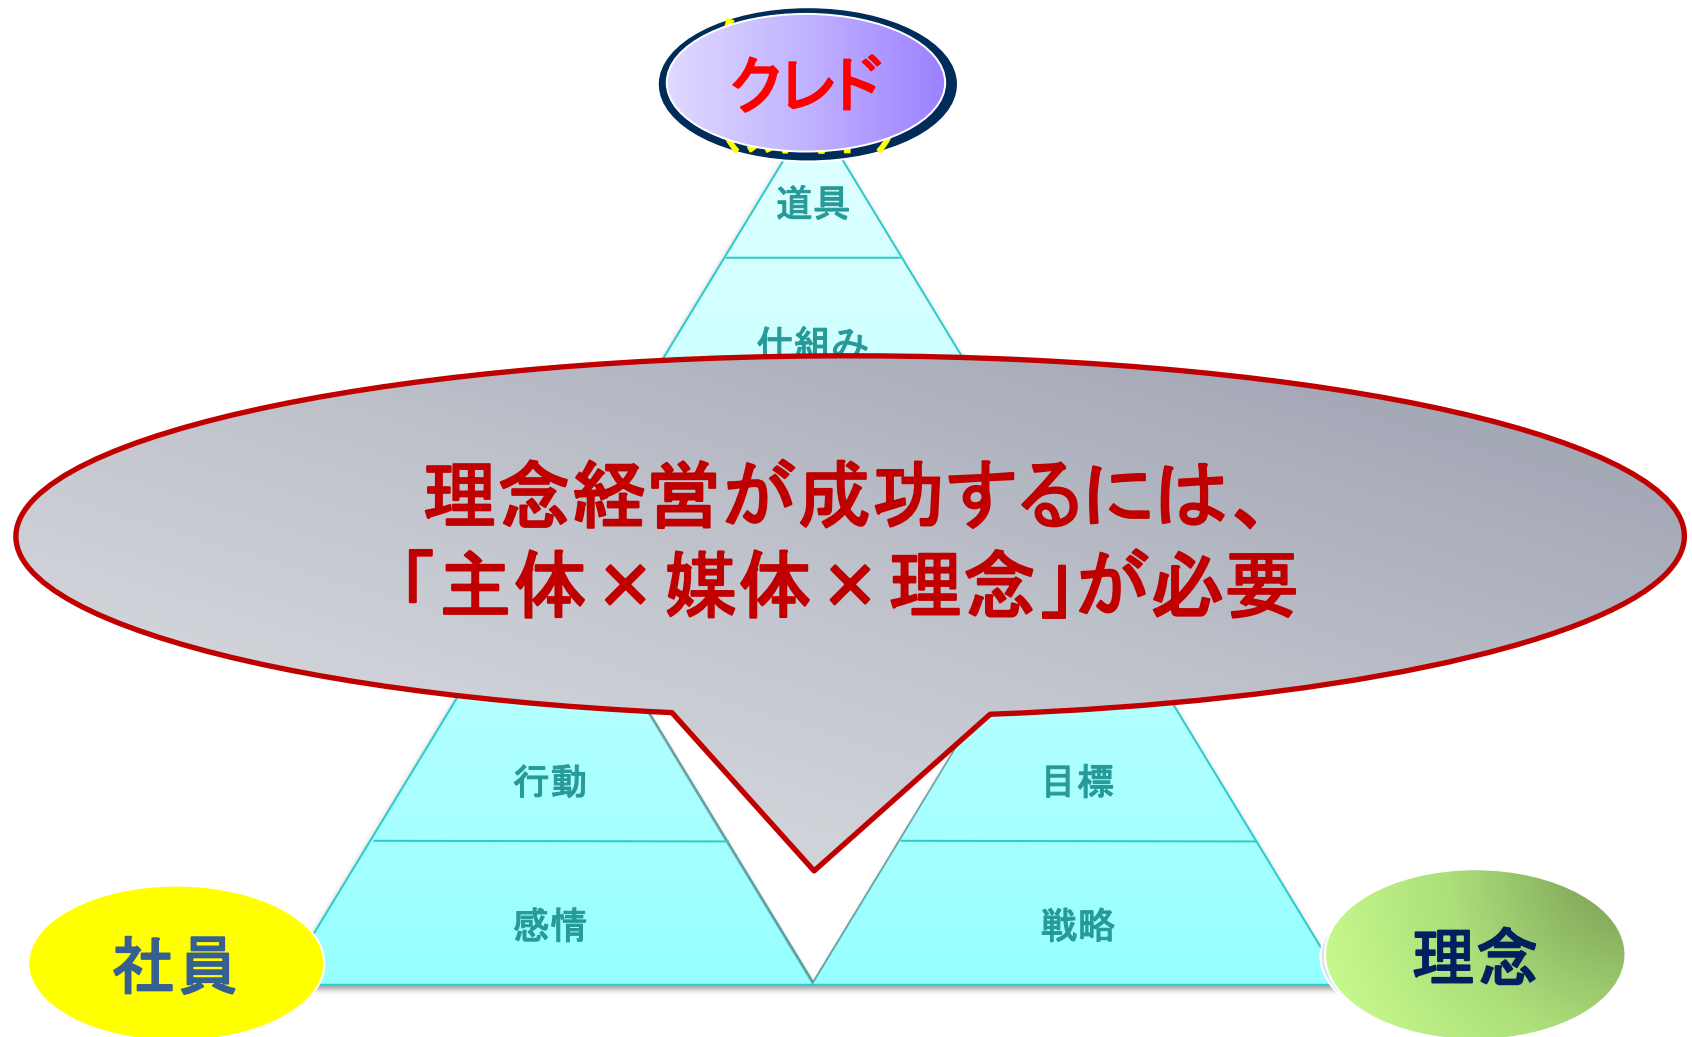 クレド
道具
仕組み
理念経営が成功するには、
「主体×媒体×理念」が必要
行動
目標
感情
戦略
社員
理念